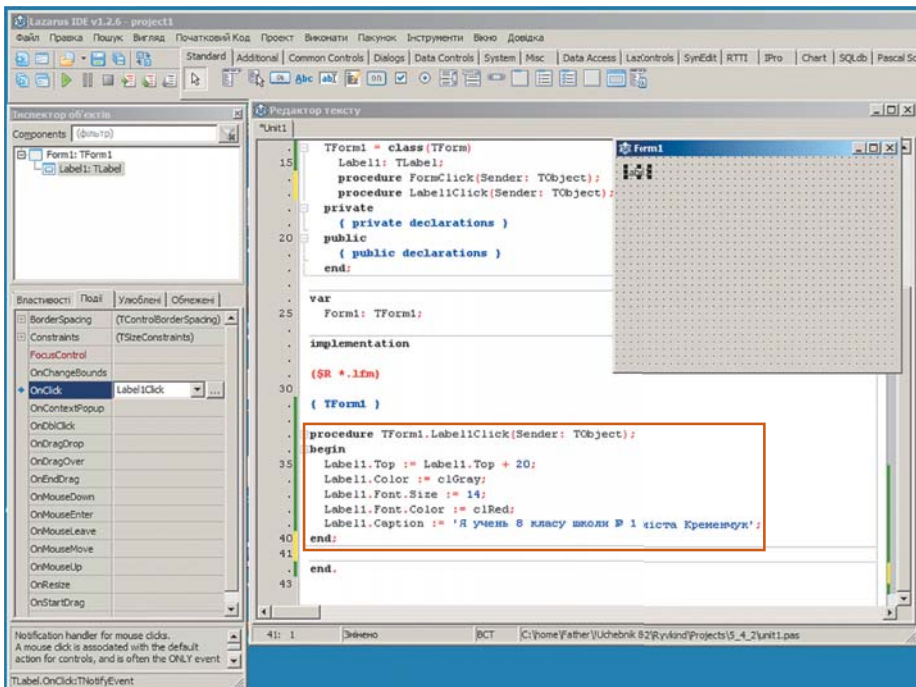 Lazarus IDE v1.2.6 - project1
Файл Правка Пошук Вигляд Початковий Код Проект Виконати Пакунок Інструменти Вікно Довідка
Standard Additional Common Controls Dialogs Data Controls System Misc Data Access LazControls SynEdit RTTI IPro Chart SQLdb Pascal Sc
Abc abI ON
Інспектор об'єктів
Components (фільтр)
Form1: TForm1
Label1: TLabel
Властивості Події Улюблені Обмежені
BorderSpacing (TControlBorderSpacing)
Constraints (TSizeConstraints)
FocusControl
OnChangeBounds
OnClick Label1Click ...
OnContextPopup
OnDblClick
OnDragDrop
OnDragOver
OnEndDrag
OnMouseDown
OnMouseEnter
OnMouseLeave
OnMouseMove
OnMouseUp
OnResize
OnStartDrag
Notification handler for mouse clicks.
A mouse click is associated with the default
action for controls, and is often the ONLY event
TLabel.OnClick:TNotifyEvent
Редактор тексту
*Unit1
TForm1 = class(TForm)
15 Label1: TLabel;
procedure FormClick(Sender: TObject);
procedure Label1Click(Sender: TObject);
private
{ private declarations }
20 public
{ public declarations }
end;
var
25 Form1: TForm1;
implementation
{$R *.lfm}
30
{ TForm1 }
procedure TForm1.Label1Click(Sender: TObject);
begin
35 Label1.Top := Label1.Top + 20;
Label1.Color := clGray;
Label1.Font.Size := 14;
Label1.Font.Color := clRed;
Label1.Caption := 'Я учень 8 класу школи № 1 міста Кременчук';
40 end;
41
end.
43
41: 1 Змінено ВСТ C:\home\Father\!Uchebnik 82\Ryvkind\Projects\5_4_2\unit1.pas
Form1